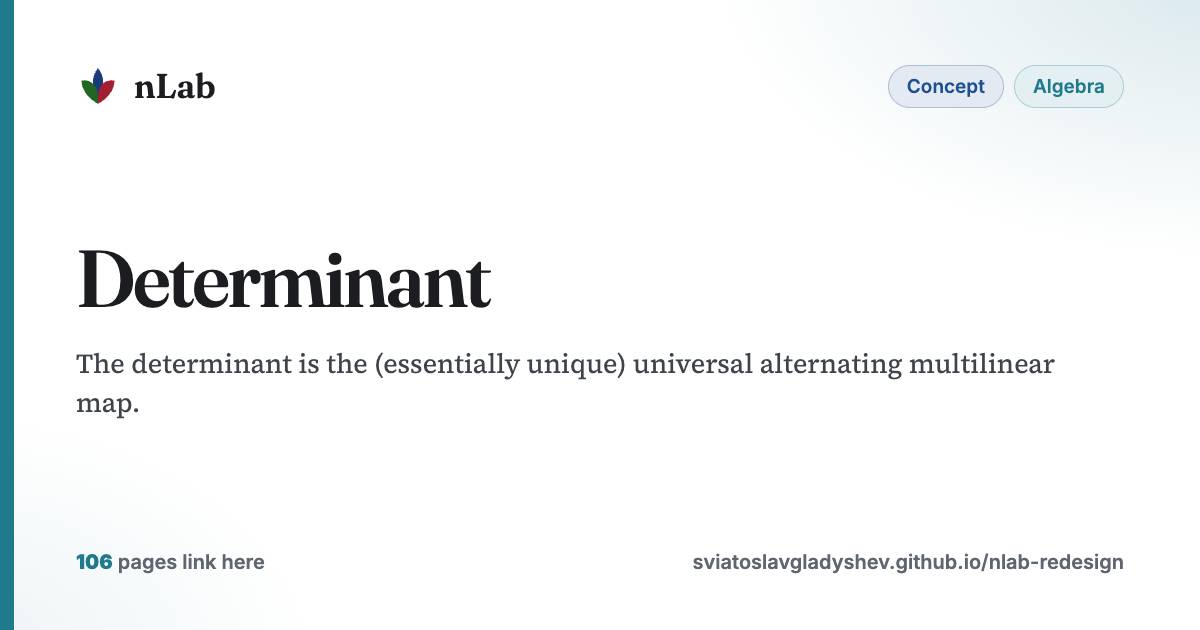 nLab
Concept
Algebra
Determinant
The determinant is the (essentially unique) universal alternating multilinear
map.
106 pages link here
sviatoslavgladyshev.github.io/nlab-redesign